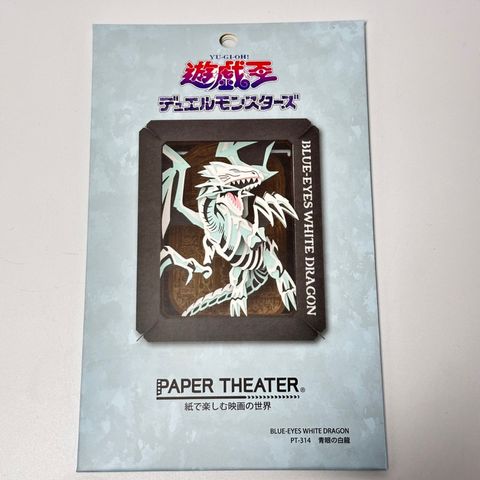 YU-GI-OH!
遊戯王
デュエルモンスターズ
BLUE-EYES WHITE DRAGON
PAPER THEATER®
紙で楽しむ映画の世界
BLUE-EYES WHITE DRAGON
PT-314 青眼の白龍